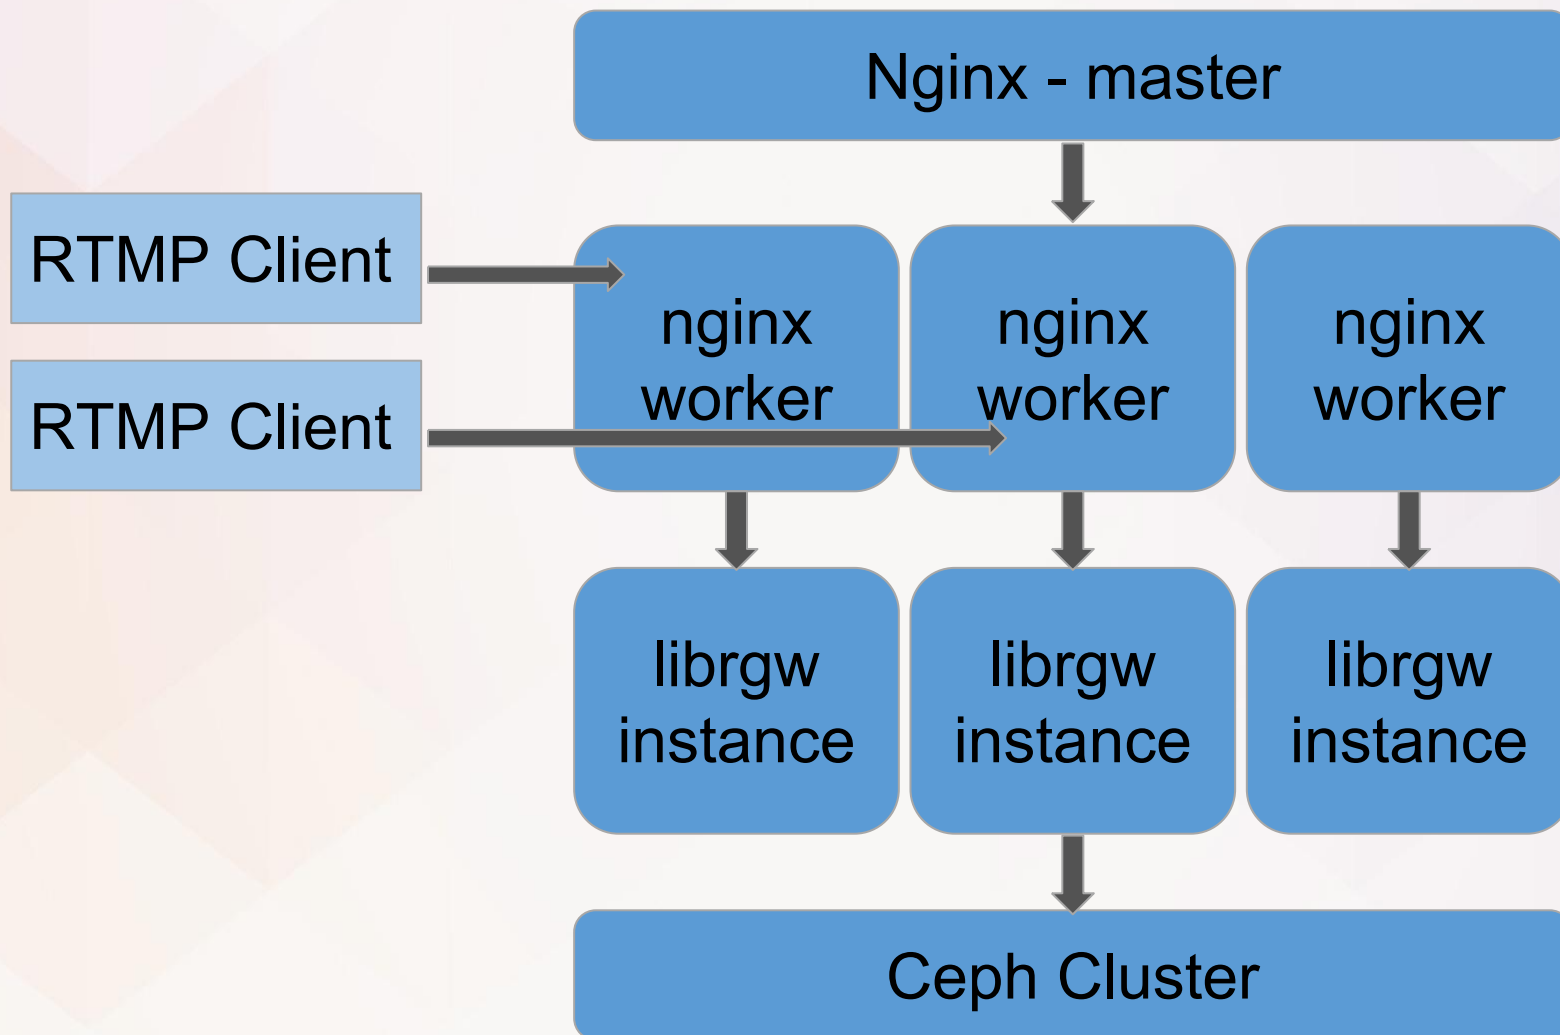 Nginx - master
RTMP Client
RTMP Client
nginx
worker
nginx
worker
nginx
worker
librgw
instance
librgw
instance
librgw
instance
Ceph Cluster